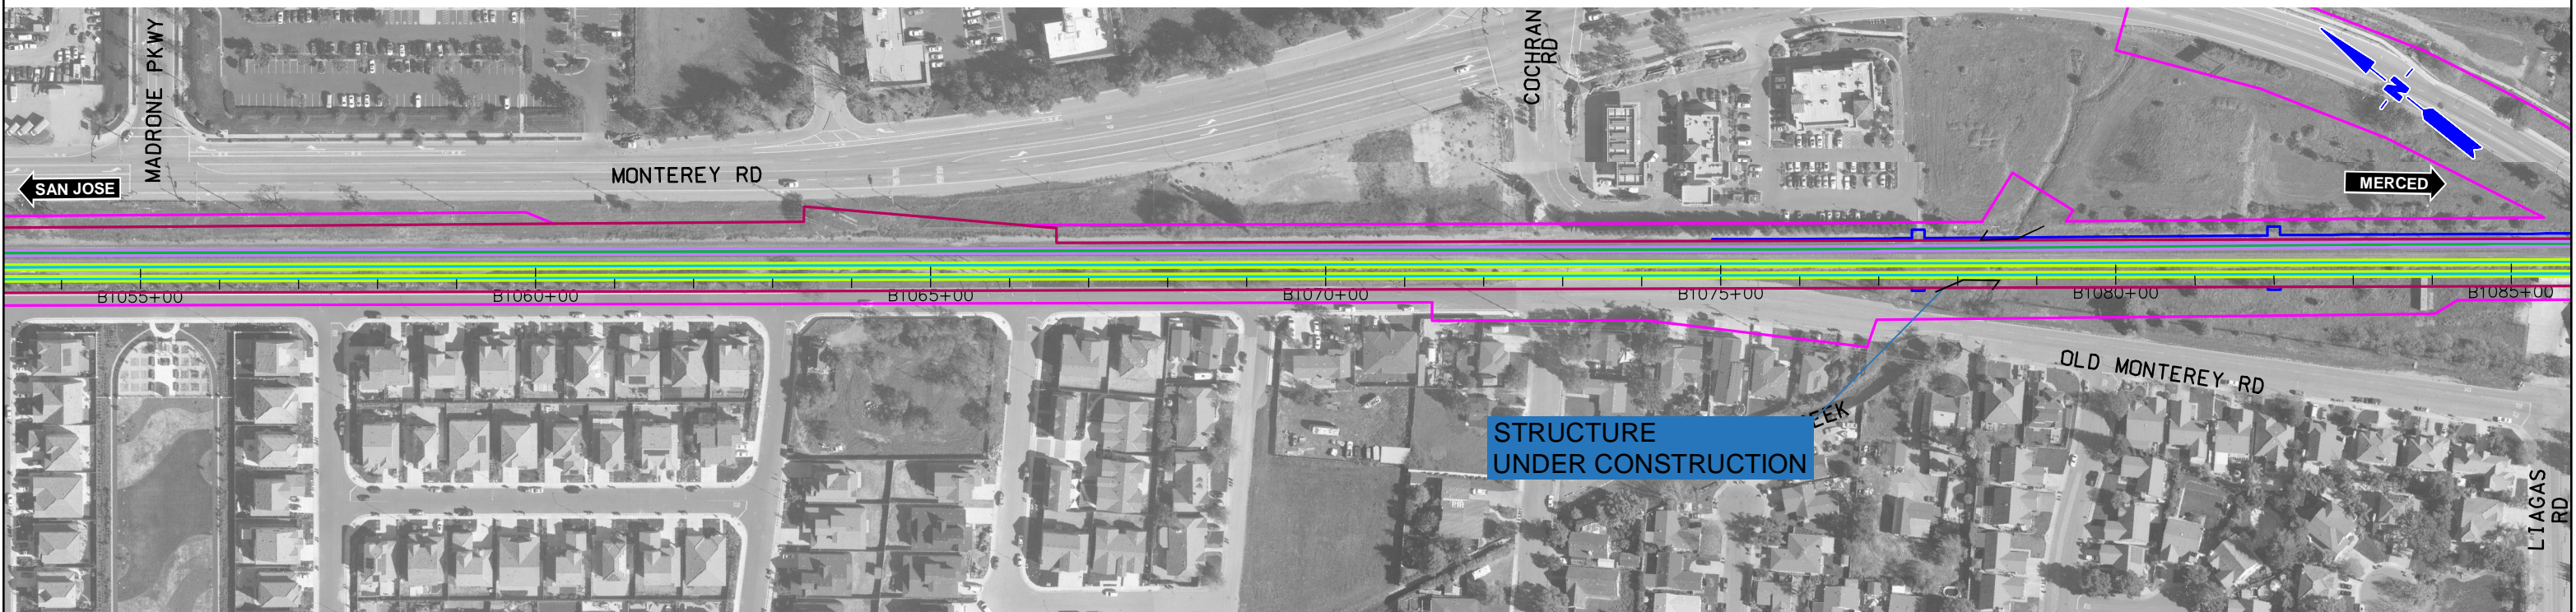 MADRONE PKWY
COCHRAN
RD
N
SAN JOSE
MONTEREY RD
MERCED
B1055+00
B1060+00
B1065+00
B1070+00
B1075+00
B1080+00
B1085+00
OLD MONTEREY RD
STRUCTURE
UNDER CONSTRUCTION
LIAGAS
RD